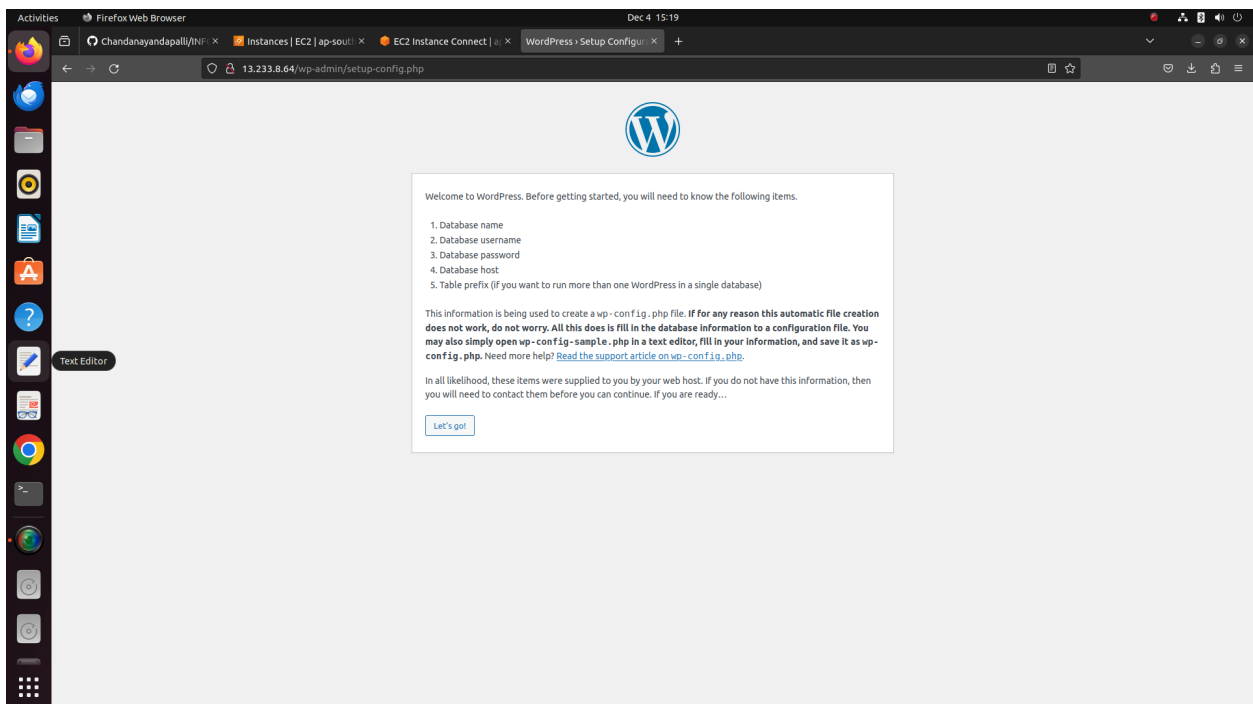 Activities
Firefox Web Browser
Dec 4 15:19
Chandanayandapalli/INFO
Instances | EC2 | ap-south
EC2 Instance Connect | ap
WordPress › Setup Configura
13.233.8.64/wp-admin/setup-config.php
Welcome to WordPress. Before getting started, you will need to know the following items.
1. Database name
2. Database username
3. Database password
4. Database host
5. Table prefix (if you want to run more than one WordPress in a single database)
This information is being used to create a wp-config.php file. If for any reason this automatic file creation
does not work, do not worry. All this does is fill in the database information to a configuration file. You
may also simply open wp-config-sample.php in a text editor, fill in your information, and save it as wp-
config.php. Need more help? Read the support article on wp-config.php.
In all likelihood, these items were supplied to you by your web host. If you do not have this information, then
you will need to contact them before you can continue. If you are ready…
Let's go!
Text Editor